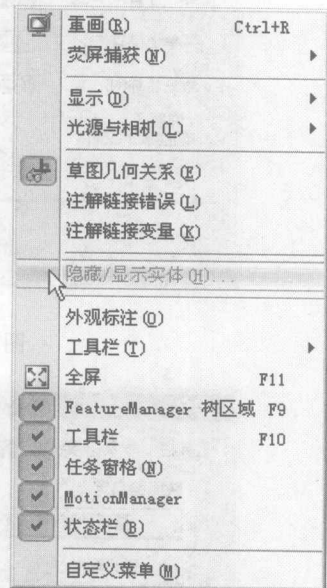 重画(R) Ctrl+R
荧屏捕获(N)
显示(D)
光源与相机(L)
草图几何关系(E)
注解链接错误(L)
注解链接变量(K)
隐藏/显示实体(H)...
外观标注(O)
工具栏(T)
全屏 F11
FeatureManager 树区域 F9
工具栏 F10
任务窗格(N)
MotionManager
状态栏(B)
自定义菜单(M)